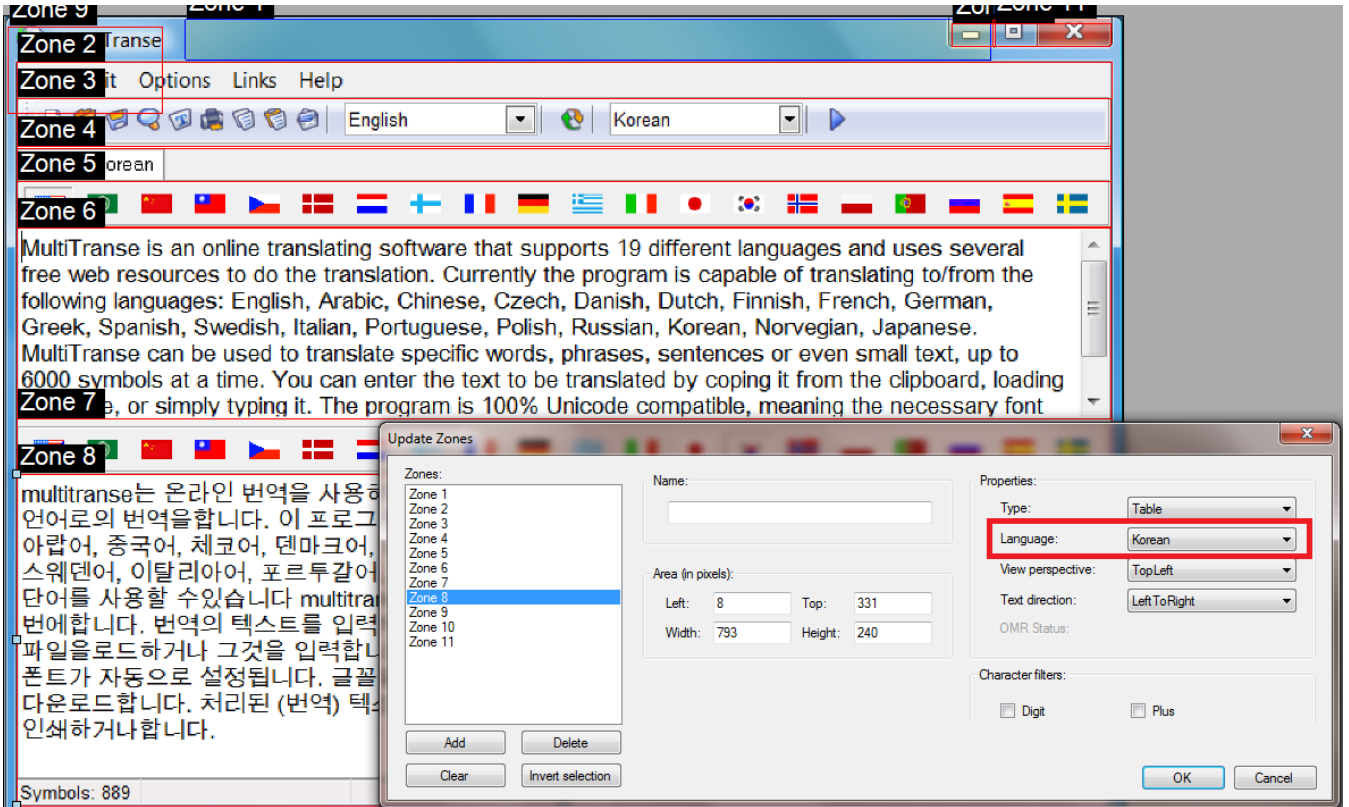 Zone 9
Zone 2 Transe
Zone 3 it Options Links Help
Zone 4 English Korean
Zone 5 orean
Zone 6
MultiTranse is an online translating software that supports 19 different languages and uses several
free web resources to do the translation. Currently the program is capable of translating to/from the
following languages: English, Arabic, Chinese, Czech, Danish, Dutch, Finnish, French, German,
Greek, Spanish, Swedish, Italian, Portuguese, Polish, Russian, Korean, Norvegian, Japanese.
MultiTranse can be used to translate specific words, phrases, sentences or even small text, up to
6000 symbols at a time. You can enter the text to be translated by coping it from the clipboard, loading
Zone 7 e, or simply typing it. The program is 100% Unicode compatible, meaning the necessary font
Zone 8
multitranse는 온라인 번역을 사용하
언어로의 번역을합니다. 이 프로그
아랍어, 중국어, 체코어, 덴마크어,
스웨덴어, 이탈리아어, 포르투갈어
단어를 사용할 수있습니다 multitran
번에합니다. 번역의 텍스트를 입력
파일을로드하거나 그것을 입력합니
폰트가 자동으로 설정됩니다. 글꼴
다운로드합니다. 처리된 (번역) 텍스
인쇄하거나합니다.
Symbols: 889
Update Zones
Zones:
Zone 1
Zone 2
Zone 3
Zone 4
Zone 5
Zone 6
Zone 7
Zone 8
Zone 9
Zone 10
Zone 11
Add Delete
Clear Invert selection
Name:
Area (in pixels):
Left: 8 Top: 331
Width: 793 Height: 240
Properties:
Type: Table
Language: Korean
View perspective: TopLeft
Text direction: LeftToRight
OMR Status:
Character filters:
Digit Plus
OK Cancel